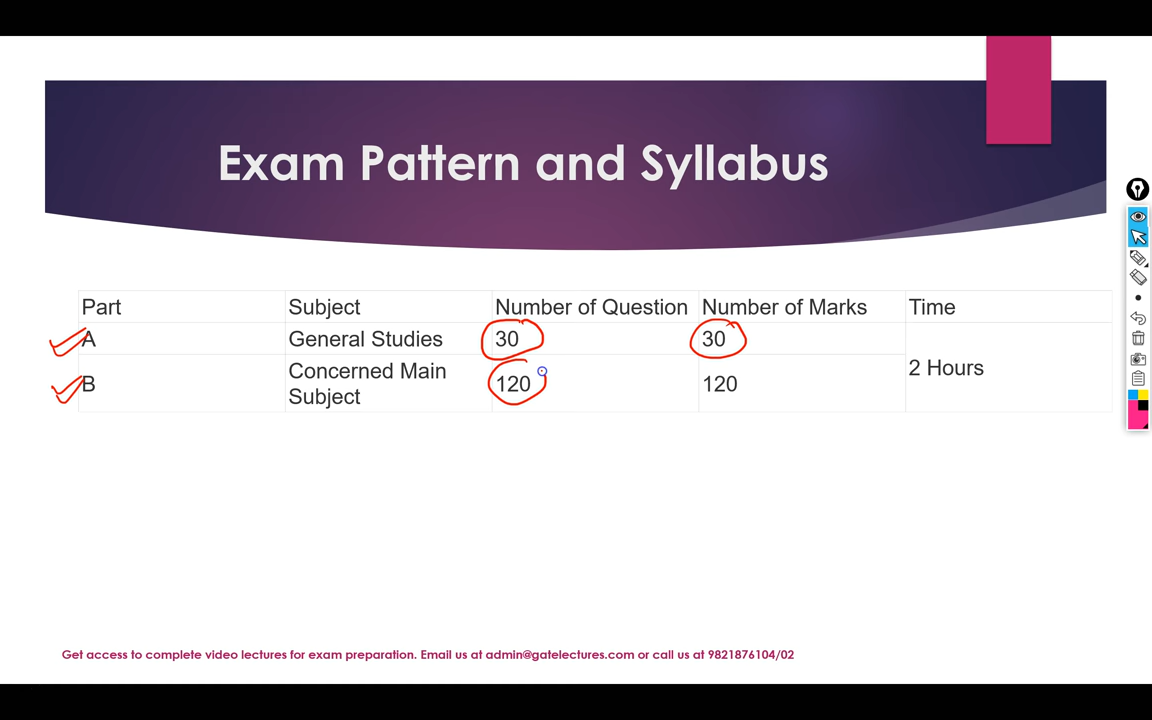 Exam Pattern and Syllabus
Part Subject Number of Question Number of Marks Time
A General Studies 30 30
2 Hours
B Concerned Main Subject 120 120
Get access to complete video lectures for exam preparation. Email us at admin@gatelectures.com or call us at 9821876104/02